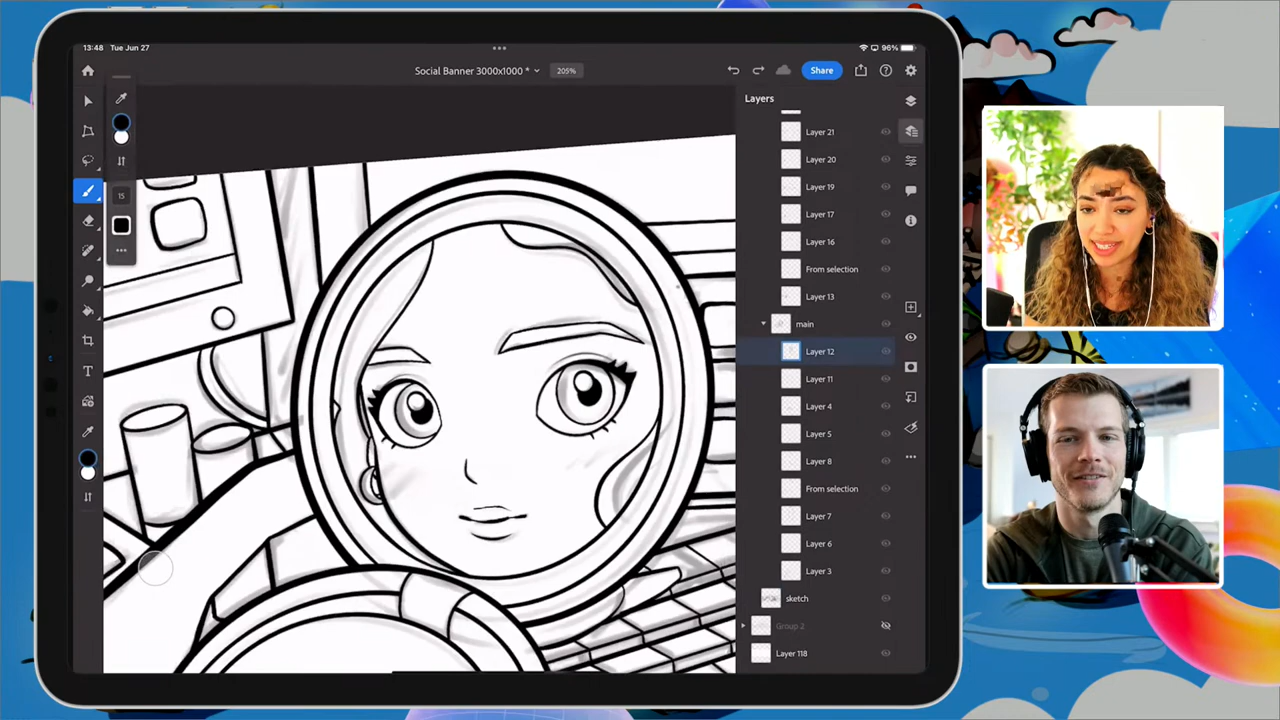 13:48 Tue Jun 27
96%
Social Banner 3000x1000 *
205%
Share
15
Layers
Layer 21
Layer 20
Layer 19
Layer 17
Layer 16
From selection
Layer 13
main
Layer 12
Layer 11
Layer 4
Layer 5
Layer 8
From selection
Layer 7
Layer 6
Layer 3
sketch
Group 2
Layer 118